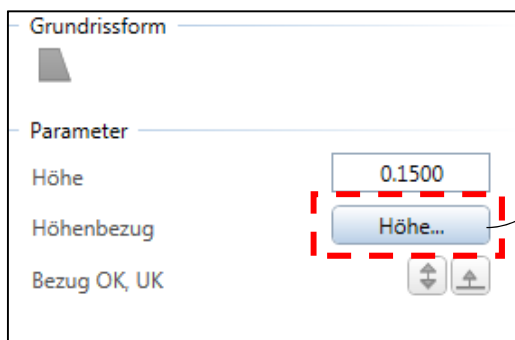 Grundrissform
Parameter
Höhe 0.1500
Höhenbezug Höhe...
Bezug OK, UK